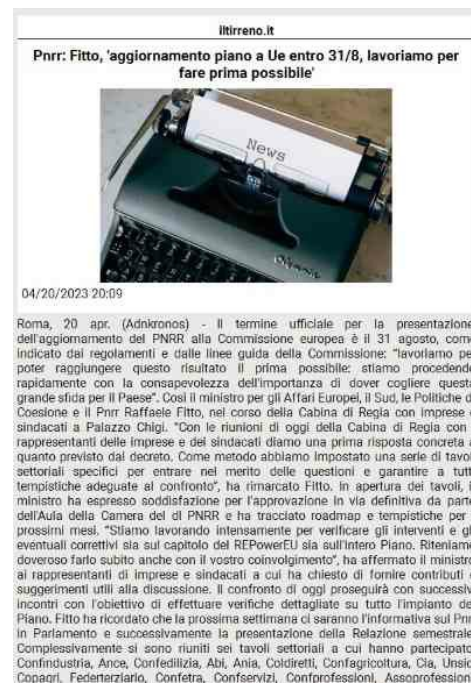 iltirreno.it
Pnrr: Fitto, 'aggiornamento piano a Ue entro 31/8, lavoriamo per
fare prima possibile'
News
Olympia
04/20/2023 20:09
Roma, 20 apr. (Adnkronos) - Il termine ufficiale per la presentazione
dell'aggiornamento del PNRR alla Commissione europea è il 31 agosto, come
indicato dai regolamenti e dalle linee guida della Commissione: "lavoriamo pe
poter raggiungere questo risultato il prima possibile: stiamo procedendo
rapidamente con la consapevolezza dell'importanza di dover cogliere questa
grande sfida per il Paese". Così il ministro per gli Affari Europei, il Sud, le Politiche d
Coesione e il Pnrr Raffaele Fitto, nel corso della Cabina di Regia con imprese e
sindacati a Palazzo Chigi. "Con le riunioni di oggi della Cabina di Regia con
rappresentanti delle imprese e dei sindacati diamo una prima risposta concreta a
quanto previsto dal decreto. Come metodo abbiamo impostato una serie di tavol
settoriali specifici per entrare nel merito delle questioni e garantire a tutt
tempistiche adeguate al confronto", ha rimarcato Fitto. In apertura dei tavoli, i
ministro ha espresso soddisfazione per l'approvazione in via definitiva da parte
dell'Aula della Camera del dl PNRR e ha tracciato roadmap e tempistiche per
prossimi mesi. "Stiamo lavorando intensamente per verificare gli interventi e gl
eventuali correttivi sia sul capitolo del REPowerEU sia sull'intero Piano. Riteniamo
doveroso farlo subito anche con il vostro coinvolgimento", ha affermato il ministro
ai rappresentanti di imprese e sindacati a cui ha chiesto di fornire contributi e
suggerimenti utili alla discussione. Il confronto di oggi proseguirà con successiv
incontri con l'obiettivo di effettuare verifiche dettagliate su tutto l'impianto de
Piano. Fitto ha ricordato che la prossima settimana ci saranno l'informativa sul Pnr
in Parlamento e successivamente la presentazione della Relazione semestrale
Complessivamente si sono riuniti sei tavoli settoriali a cui hanno partecipato
Confindustria, Ance, Confedilizia, Abi, Ania, Coldiretti, Confagricoltura, Cia, Unsic
Copagri, Federterziario, Confetra, Confservizi, Confprofessioni, Assoprofession